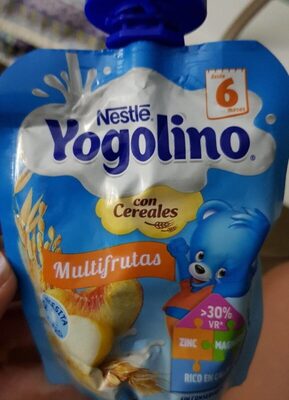 desde
6
meses
Nestlé
Yogolino
con
Cereales
Multifrutas
>30%
VR*
ZINC
RICO EN